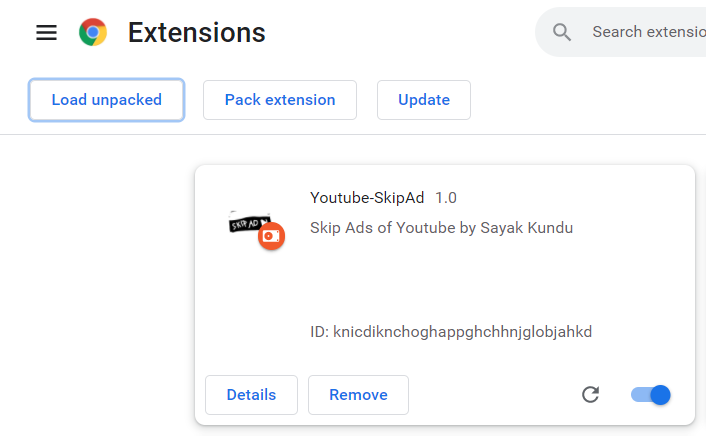 Extensions
Search extensio
Load unpacked
Pack extension
Update
Youtube-SkipAd 1.0
SKIP AD
Skip Ads of Youtube by Sayak Kundu
ID: knicdiknchoghappghchhnjglobjahkd
Details
Remove